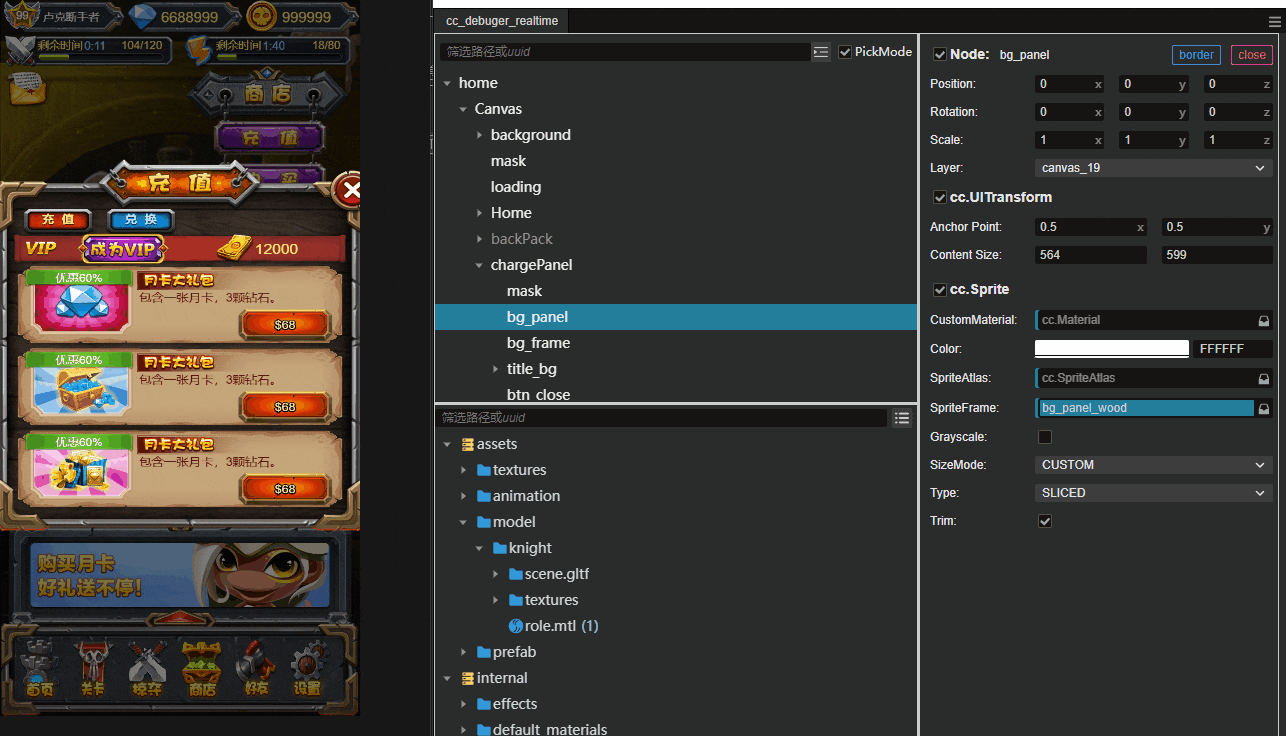 99 卢克斯手者 6688999 999999
剩余时间0:11 104/120 剩余时间1:40 18/80
商 店
充 值
充 值
充 值 兑 换
VIP 成为VIP 12000
优惠60% 月卡大礼包
包含一张月卡，3颗钻石。
$68
优惠60% 月卡大礼包
包含一张月卡，3颗钻石。
$68
优惠60% 月卡大礼包
包含一张月卡，3颗钻石。
$68
购买月卡
好礼送不停!
首页 关卡 商店 好友 设置
cc_debuger_realtime
筛选路径或uuid PickMode
home
Canvas
background
mask
loading
Home
backPack
chargePanel
mask
bg_panel
bg_frame
title_bg
btn_close
筛选路径或uuid
assets
textures
animation
model
knight
scene.gltf
textures
role.mtl (1)
prefab
internal
effects
default_materials
Node: bg_panel border close
Position: 0 x 0 y 0 z
Rotation: 0 x 0 y 0 z
Scale: 1 x 1 y 1 z
Layer: canvas_19
cc.UITransform
Anchor Point: 0.5 x 0.5 y
Content Size: 564 599
cc.Sprite
CustomMaterial: cc.Material
Color: FFFFFF
SpriteAtlas: cc.SpriteAtlas
SpriteFrame: bg_panel_wood
Grayscale:
SizeMode: CUSTOM
Type: SLICED
Trim: